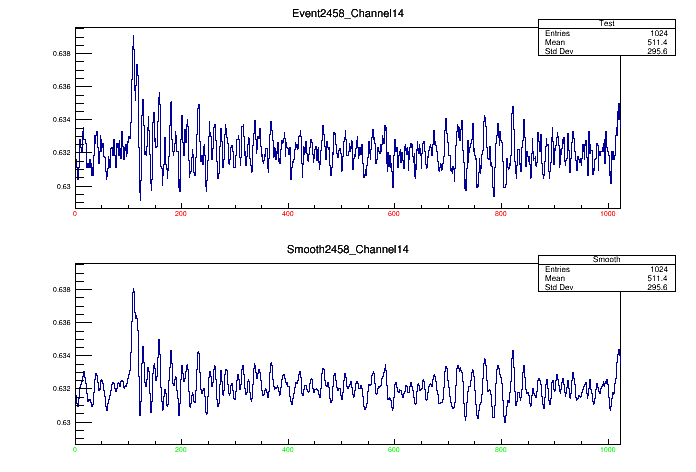 Event2458_Channel14
Test
Entries 1024
Mean 511.4
Std Dev 295.6
0.638
0.636
0.634
0.632
0.63
0 200 400 600 800 1000
Smooth2458_Channel14
Smooth
Entries 1024
Mean 511.4
Std Dev 295.6
0.638
0.636
0.634
0.632
0.63
0 200 400 600 800 1000